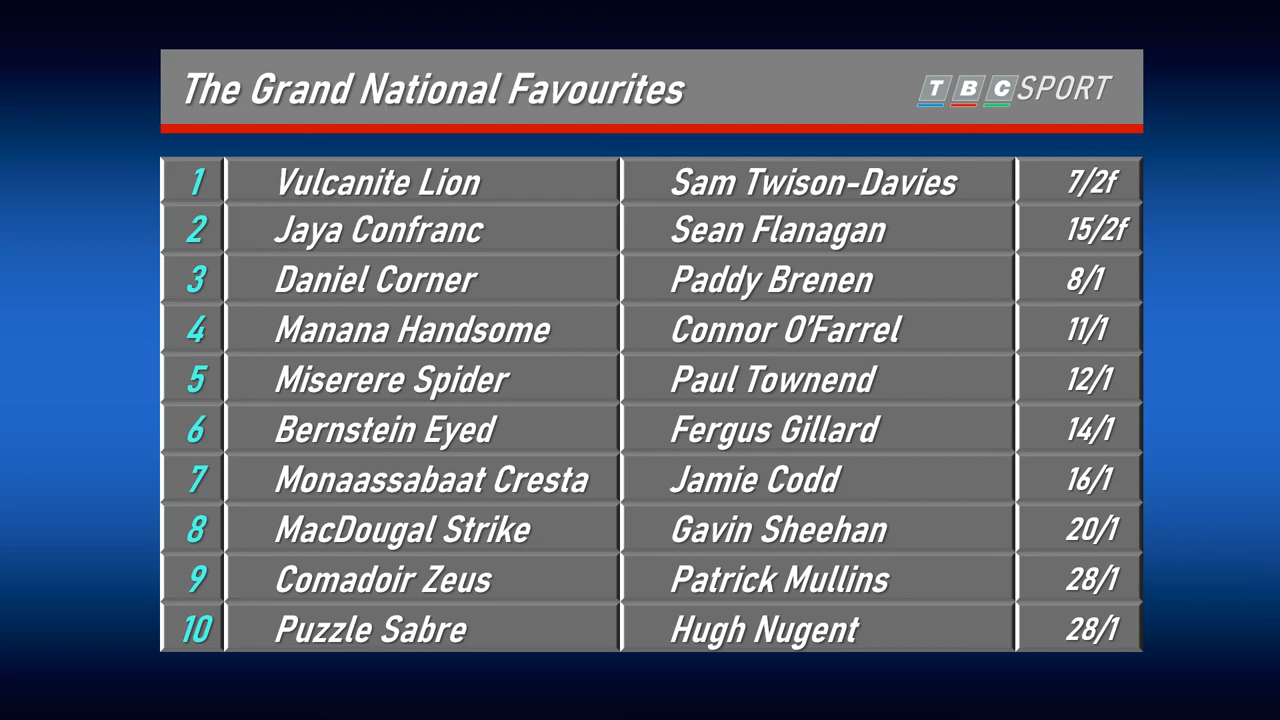 The Grand National Favourites TBC SPORT
1 Vulcanite Lion Sam Twison-Davies 7/2f
2 Jaya Confranc Sean Flanagan 15/2f
3 Daniel Corner Paddy Brenen 8/1
4 Manana Handsome Connor O'Farrel 11/1
5 Miserere Spider Paul Townend 12/1
6 Bernstein Eyed Fergus Gillard 14/1
7 Monaassabaat Cresta Jamie Codd 16/1
8 MacDougal Strike Gavin Sheehan 20/1
9 Comadoir Zeus Patrick Mullins 28/1
10 Puzzle Sabre Hugh Nugent 28/1